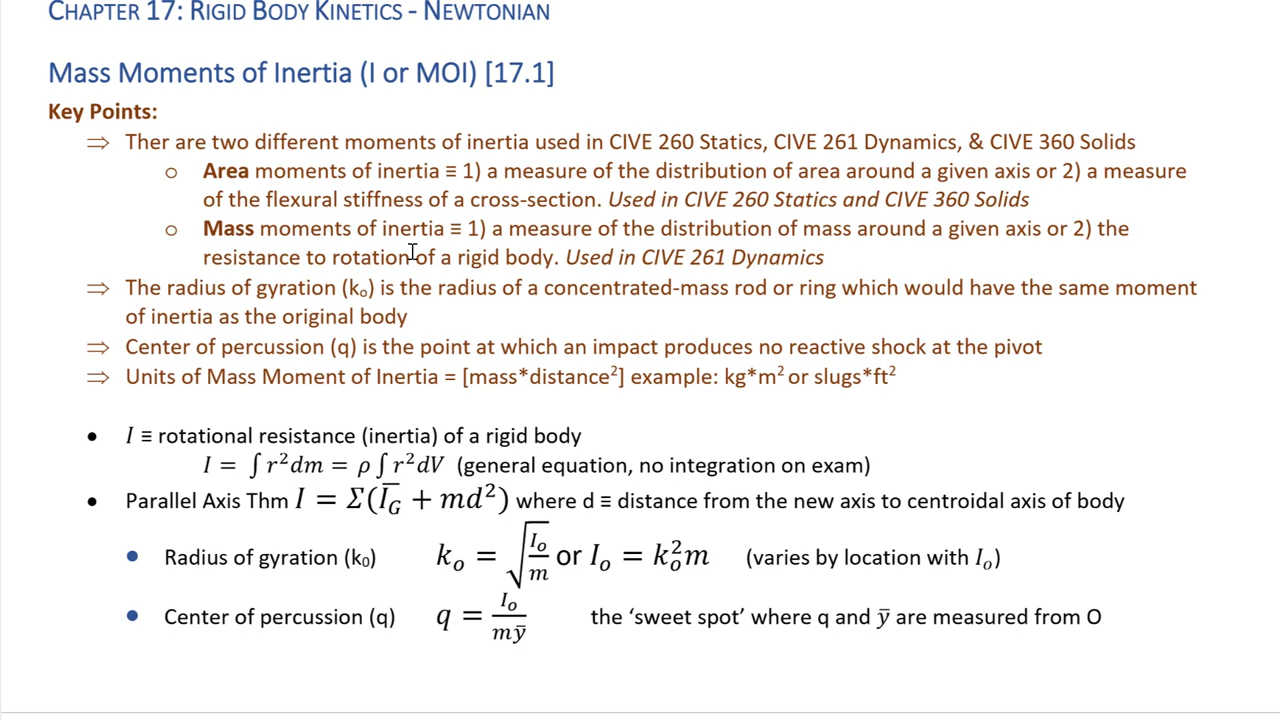 CHAPTER 17: RIGID BODY KINETICS - NEWTONIAN
Mass Moments of Inertia (I or MOI) [17.1]
Key Points:
⇒ Ther are two different moments of inertia used in CIVE 260 Statics, CIVE 261 Dynamics, & CIVE 360 Solids
o Area moments of inertia ≡ 1) a measure of the distribution of area around a given axis or 2) a measure
of the flexural stiffness of a cross-section. Used in CIVE 260 Statics and CIVE 360 Solids
o Mass moments of inertia ≡ 1) a measure of the distribution of mass around a given axis or 2) the
resistance to rotation of a rigid body. Used in CIVE 261 Dynamics
⇒ The radius of gyration (kₒ) is the radius of a concentrated-mass rod or ring which would have the same moment
of inertia as the original body
⇒ Center of percussion (q) is the point at which an impact produces no reactive shock at the pivot
⇒ Units of Mass Moment of Inertia = [mass*distance²] example: kg*m² or slugs*ft²
• I ≡ rotational resistance (inertia) of a rigid body
I = ∫ r² dm = ρ ∫ r² dV (general equation, no integration on exam)
• Parallel Axis Thm I = Σ(I̅_G + md²) where d ≡ distance from the new axis to centroidal axis of body
• Radius of gyration (k₀) kₒ = √(Iₒ/m) or Iₒ = kₒ²m (varies by location with Iₒ)
• Center of percussion (q) q = Iₒ/(mȳ) the ‘sweet spot’ where q and ȳ are measured from O